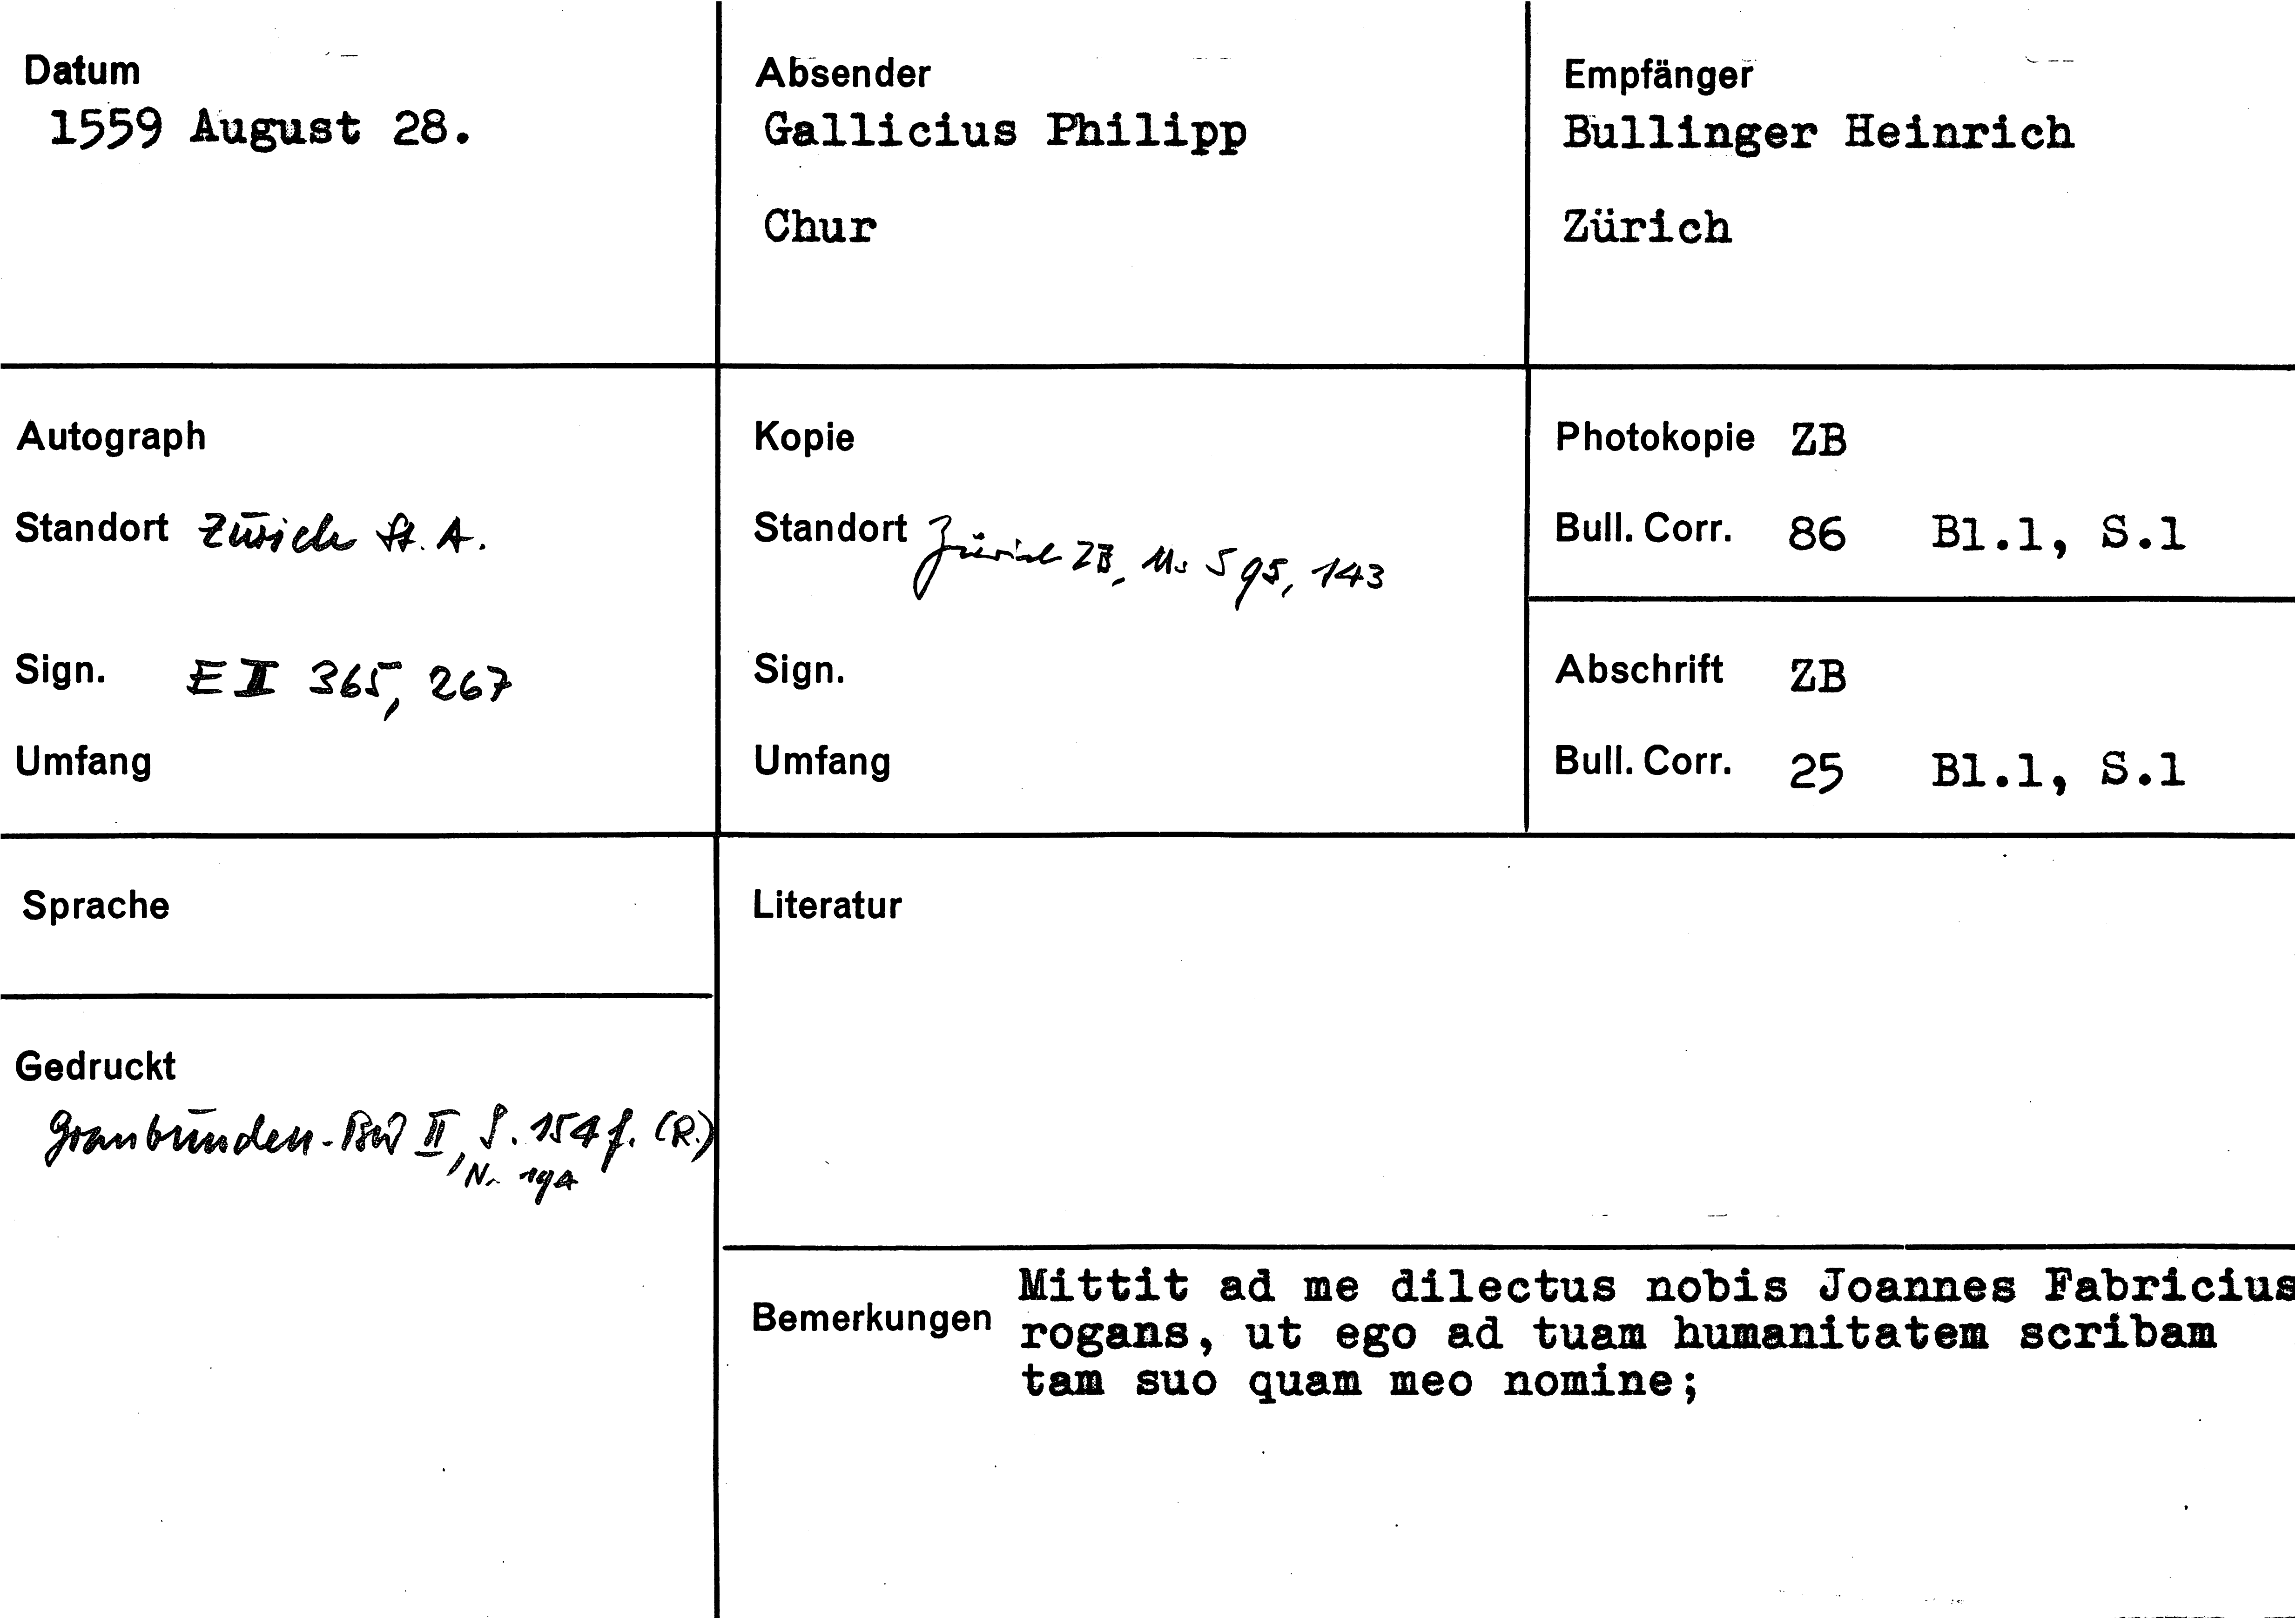 Datum
1559 August 28.
Absender
Gallicius Philipp
Chur
Empfänger
Bullinger Heinrich
Zürich
Autograph
Standort Zürich St. A.
Sign. E II 365, 267
Umfang
Kopie
Standort Zürich ZB, Ms S 95, 143
Sign.
Umfang
Photokopie ZB
Bull. Corr. 86 Bl.1, S.1
Abschrift ZB
Bull. Corr. 25 Bl.1, S.1
Sprache
Gedruckt
Graubünden-BW II, S. 154 f. (R.)
, Nr. 194
Literatur
Bemerkungen
Mittit ad me dilectus nobis Joannes Fabricius
rogans, ut ego ad tuam humanitatem scribam
tam suo quam meo nomine;